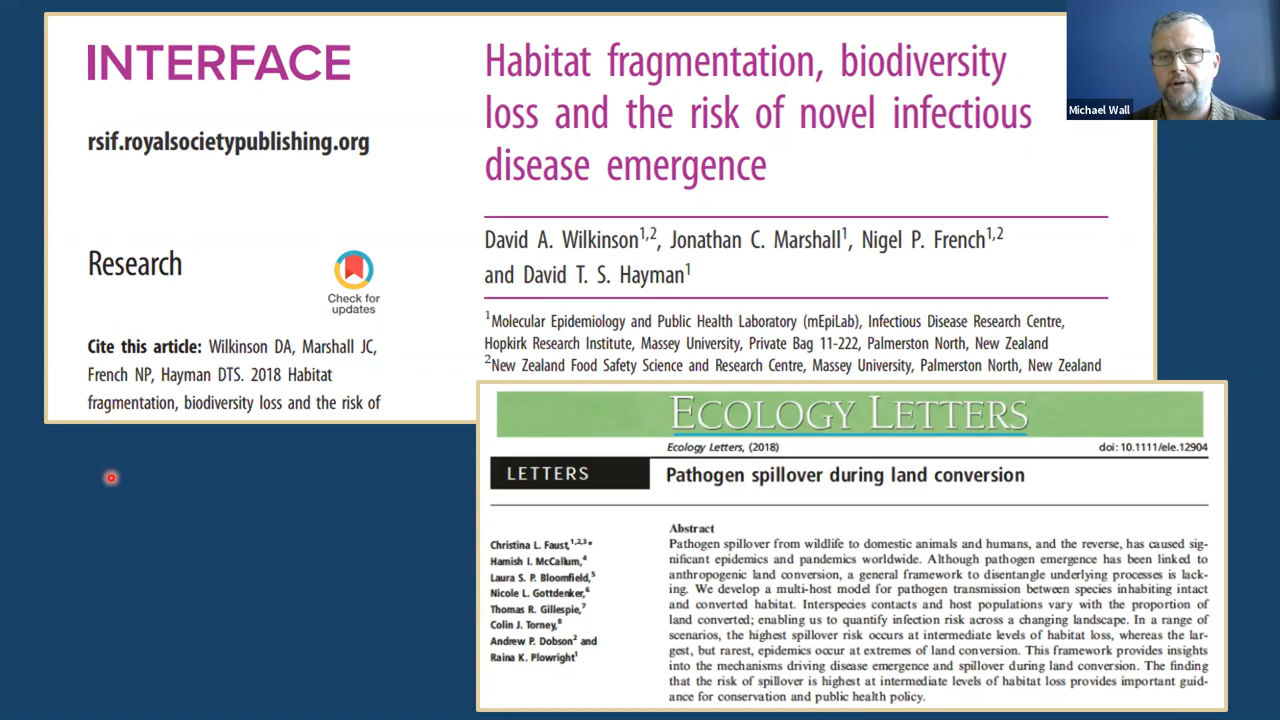 INTERFACE
rsif.royalsocietypublishing.org
Research
Check for
updates
Cite this article: Wilkinson DA, Marshall JC,
French NP, Hayman DTS. 2018 Habitat
fragmentation, biodiversity loss and the risk of
Habitat fragmentation, biodiversity
loss and the risk of novel infectious
disease emergence
David A. Wilkinson1,2, Jonathan C. Marshall1, Nigel P. French1,2
and David T. S. Hayman1
1Molecular Epidemiology and Public Health Laboratory (mEpiLab), Infectious Disease Research Centre,
Hopkirk Research Institute, Massey University, Private Bag 11-222, Palmerston North, New Zealand
2New Zealand Food Safety Science and Research Centre, Massey University, Palmerston North, New Zealand
Michael Wall
ECOLOGY LETTERS
Ecology Letters, (2018)
doi: 10.1111/ele.12904
LETTERS
Pathogen spillover during land conversion
Christina L. Faust,1,2,3*
Hamish I. McCallum,4
Laura S. P. Bloomfield,5
Nicole L. Gottdenker,6
Thomas R. Gillespie,7
Colin J. Torney,8
Andrew P. Dobson2 and
Raina K. Plowright1
Abstract
Pathogen spillover from wildlife to domestic animals and humans, and the reverse, has caused sig-
nificant epidemics and pandemics worldwide. Although pathogen emergence has been linked to
anthropogenic land conversion, a general framework to disentangle underlying processes is lack-
ing. We develop a multi-host model for pathogen transmission between species inhabiting intact
and converted habitat. Interspecies contacts and host populations vary with the proportion of
land converted; enabling us to quantify infection risk across a changing landscape. In a range of
scenarios, the highest spillover risk occurs at intermediate levels of habitat loss, whereas the lar-
gest, but rarest, epidemics occur at extremes of land conversion. This framework provides insights
into the mechanisms driving disease emergence and spillover during land conversion. The finding
that the risk of spillover is highest at intermediate levels of habitat loss provides important guid-
ance for conservation and public health policy.